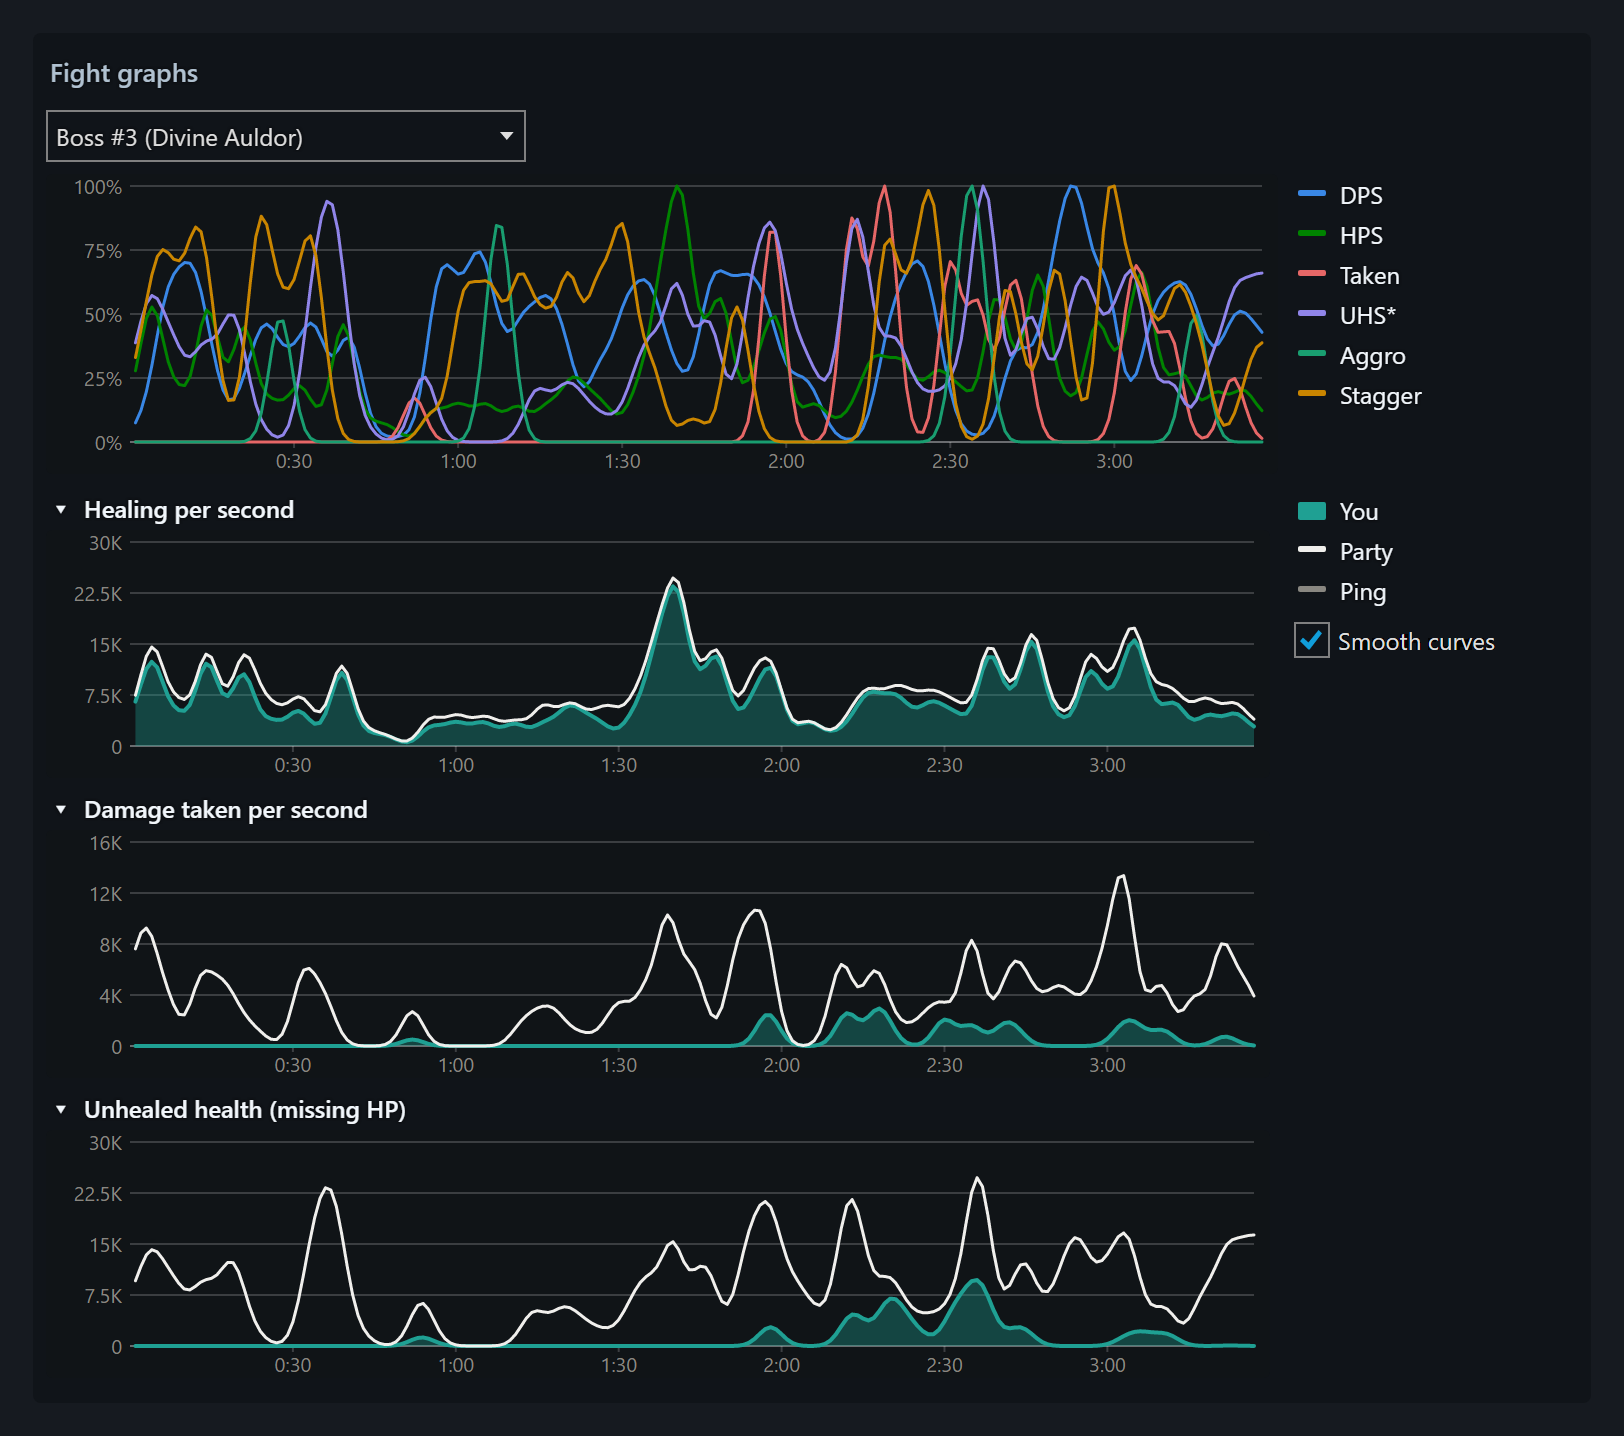 Fight graphs
Boss #3 (Divine Auldor)
100%
75%
50%
25%
0%
0:30 1:00 1:30 2:00 2:30 3:00
DPS
HPS
Taken
UHS*
Aggro
Stagger
Healing per second
30K
22.5K
15K
7.5K
0
0:30 1:00 1:30 2:00 2:30 3:00
You
Party
Ping
Smooth curves
Damage taken per second
16K
12K
8K
4K
0
0:30 1:00 1:30 2:00 2:30 3:00
Unhealed health (missing HP)
30K
22.5K
15K
7.5K
0
0:30 1:00 1:30 2:00 2:30 3:00